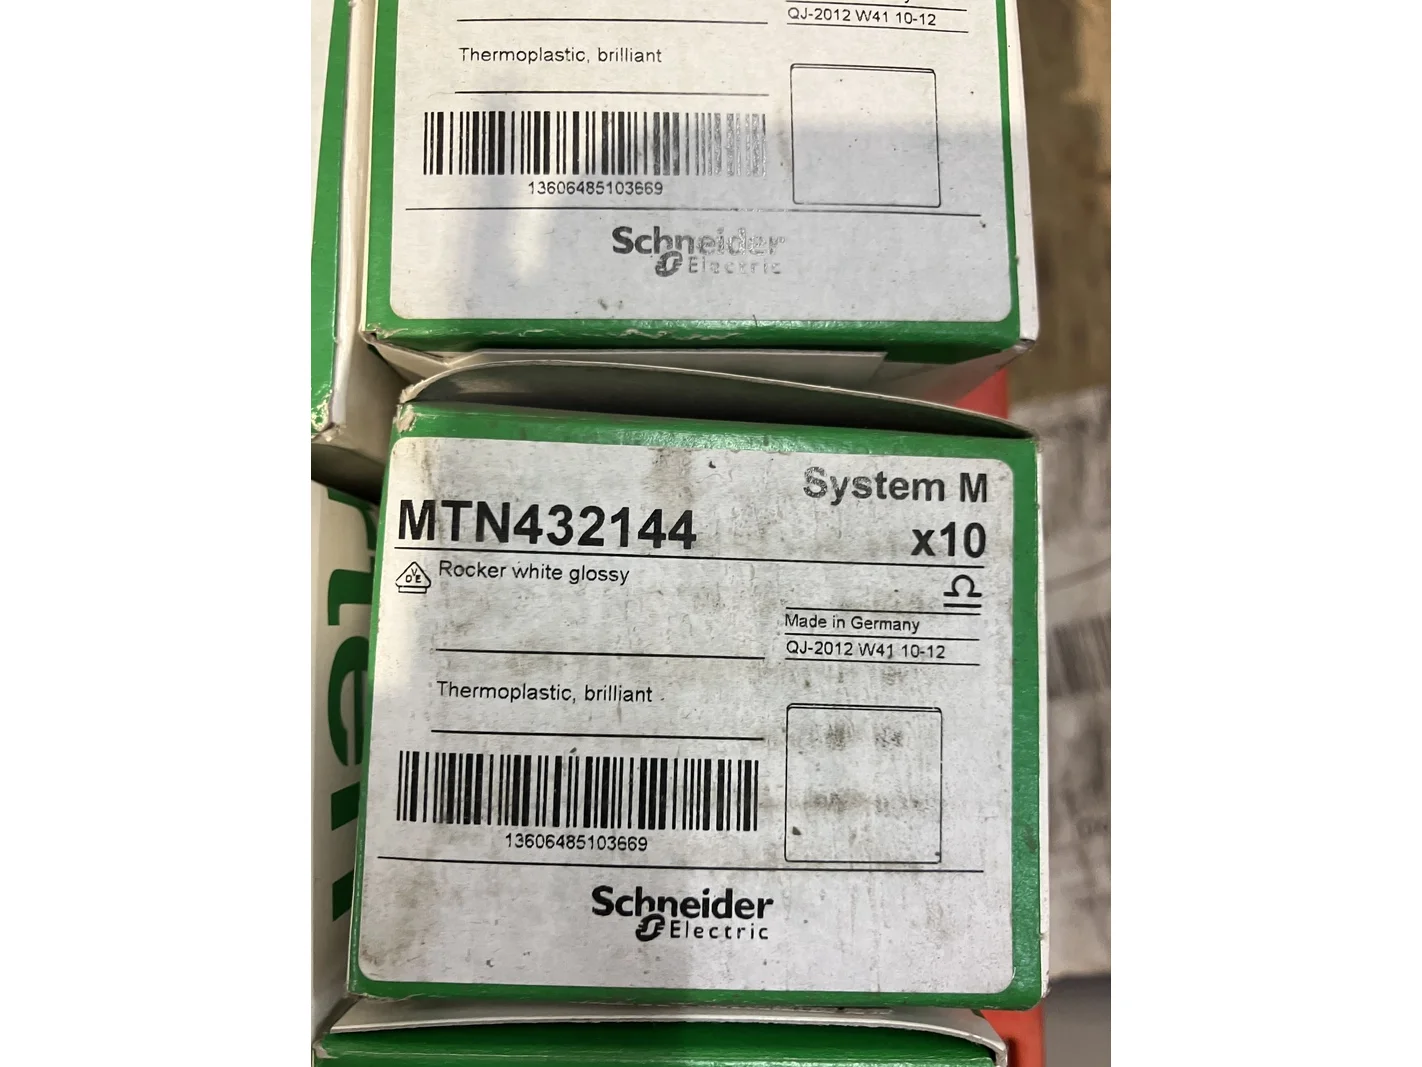 QJ-2012 W41 10-12
Thermoplastic, brilliant
13606485103669
Schneider
Electric
System M
MTN432144
x10
VDE
Rocker white glossy
Made in Germany
QJ-2012 W41 10-12
Thermoplastic, brilliant
13606485103669
Schneider
Electric